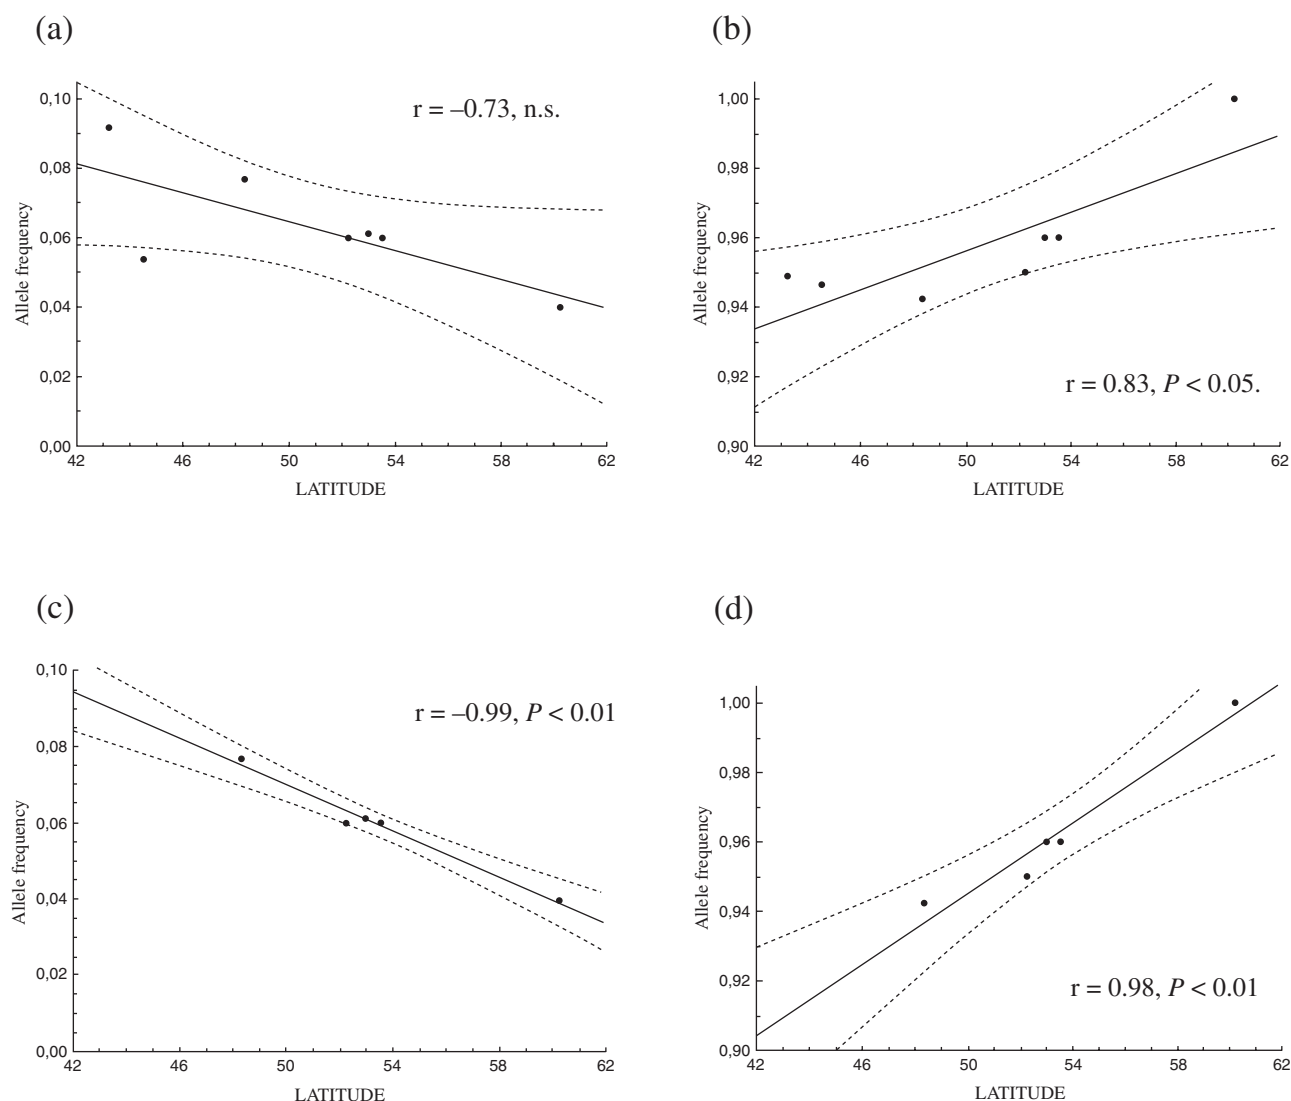 (a)
r = –0.73, n.s.
0,10
0,08
0,06
0,04
0,02
0,00
Allele frequency
42 46 50 54 58 62
LATITUDE
(b)
1,00
0,98
0,96
0,94
0,92
0,90
Allele frequency
r = 0.83, P < 0.05.
42 46 50 54 58 62
LATITUDE
(c)
r = –0.99, P < 0.01
0,10
0,08
0,06
0,04
0,02
0,00
Allele frequency
42 46 50 54 58 62
LATITUDE
(d)
1,00
0,98
0,96
0,94
0,92
0,90
Allele frequency
r = 0.98, P < 0.01
42 46 50 54 58 62
LATITUDE